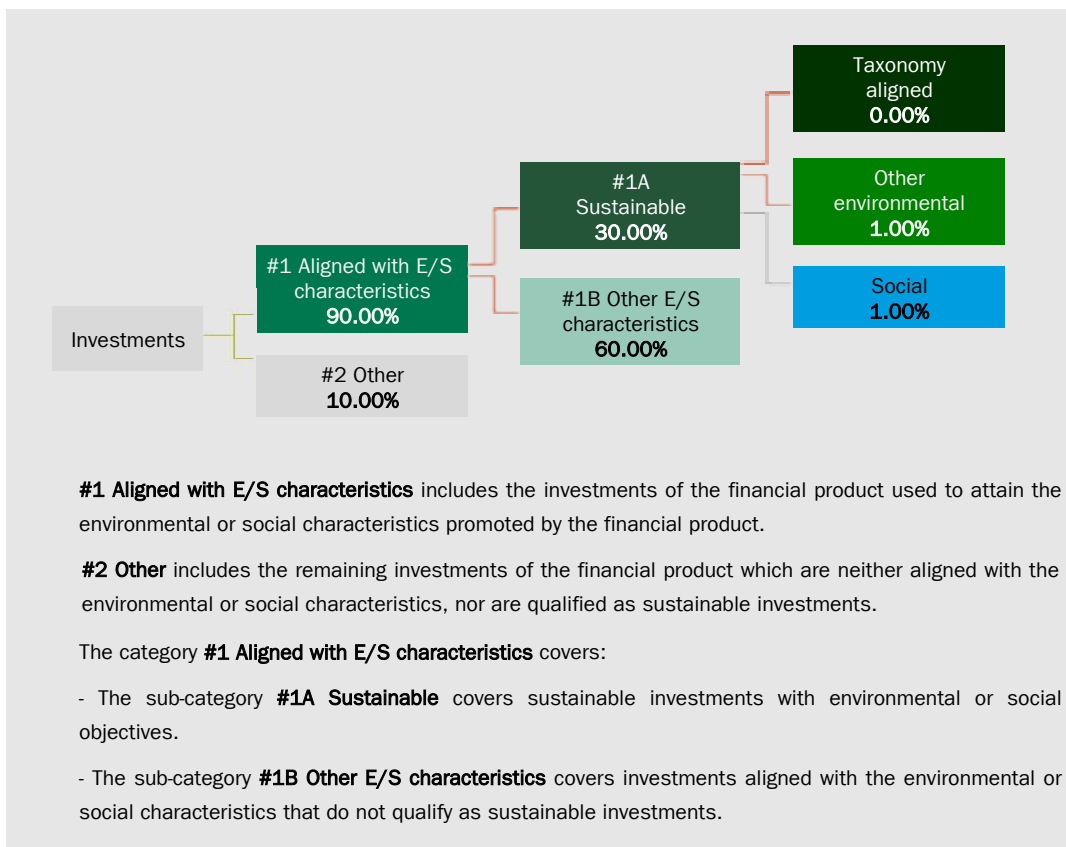 Investments
#1 Aligned with E/S
characteristics
90.00%
#2 Other
10.00%
#1A
Sustainable
30.00%
#1B Other E/S
characteristics
60.00%
Taxonomy
aligned
0.00%
Other
environmental
1.00%
Social
1.00%
#1 Aligned with E/S characteristics includes the investments of the financial product used to attain the
environmental or social characteristics promoted by the financial product.
#2 Other includes the remaining investments of the financial product which are neither aligned with the
environmental or social characteristics, nor are qualified as sustainable investments.
The category #1 Aligned with E/S characteristics covers:
- The sub-category #1A Sustainable covers sustainable investments with environmental or social
objectives.
- The sub-category #1B Other E/S characteristics covers investments aligned with the environmental or
social characteristics that do not qualify as sustainable investments.